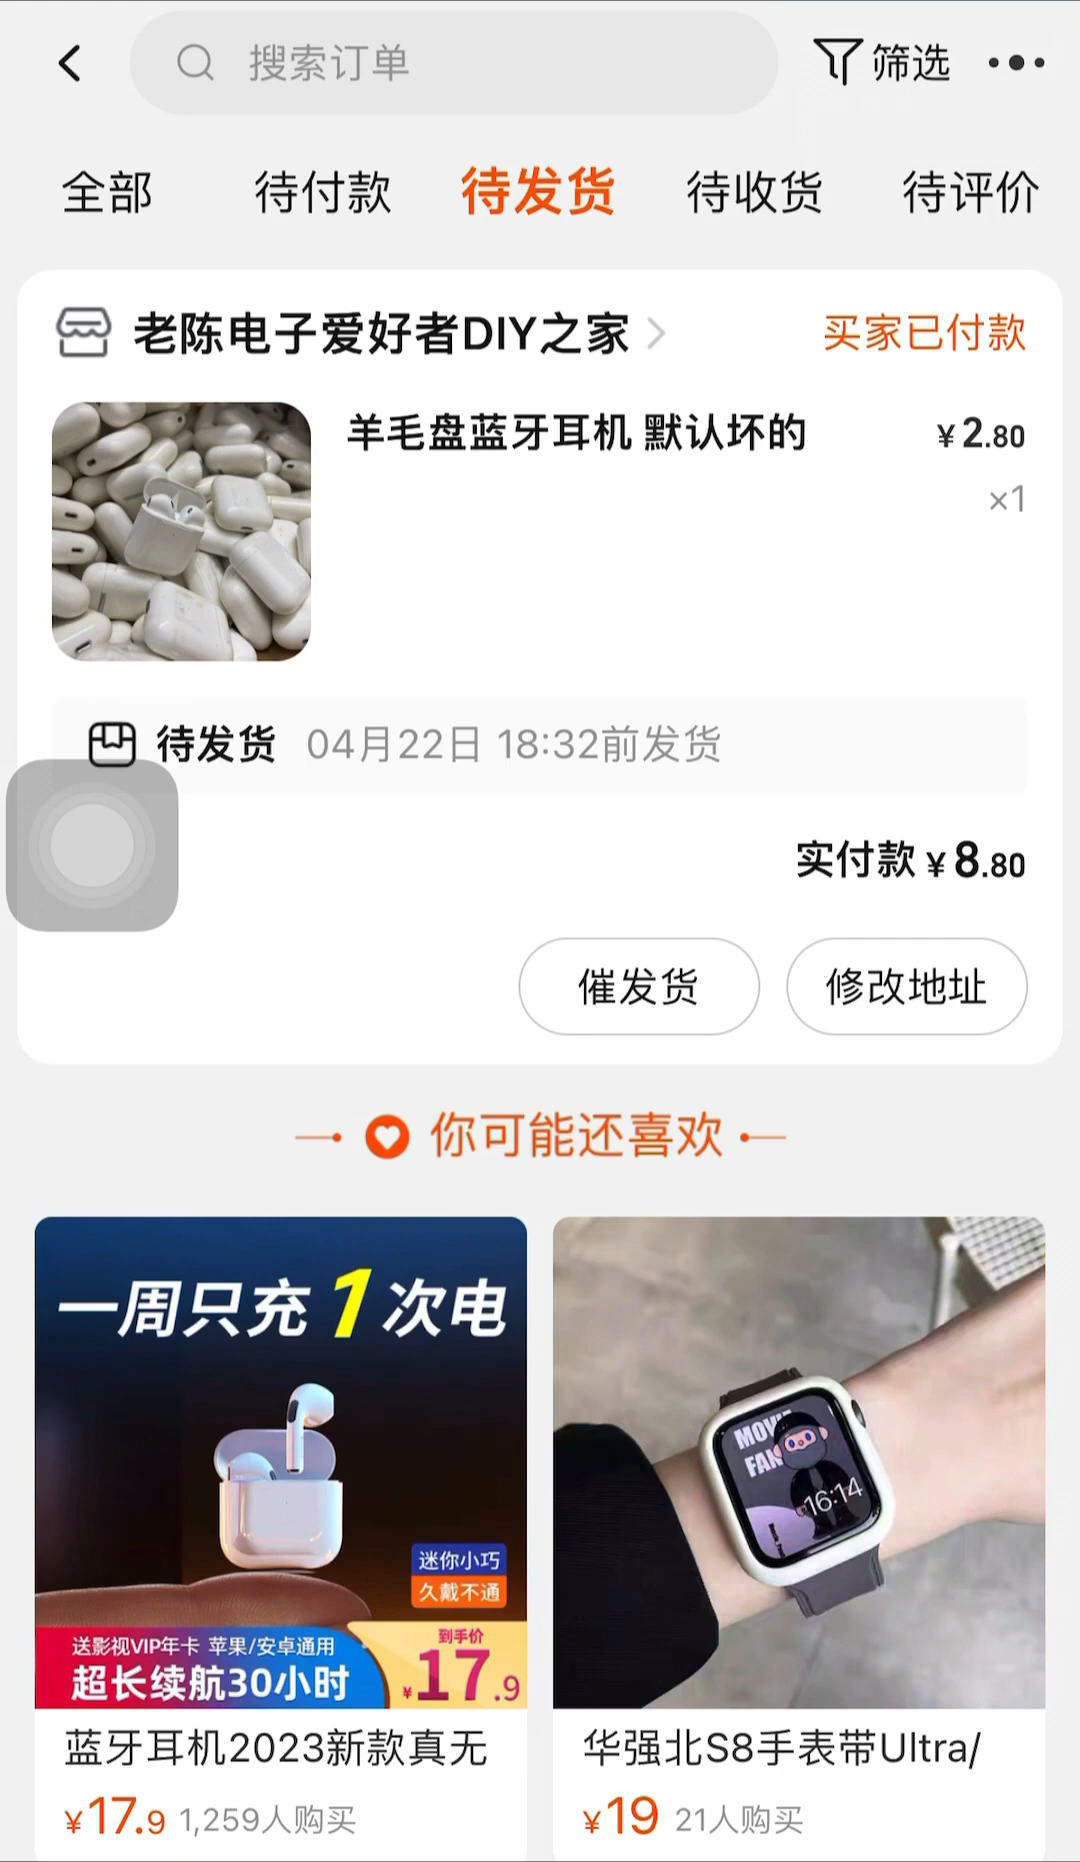 搜索订单
筛选
全部 待付款 待发货 待收货 待评价
老陈电子爱好者DIY之家
买家已付款
羊毛盘蓝牙耳机 默认坏的
¥2.80
×1
待发货 04月22日 18:32前发货
实付款 ¥8.80
催发货 修改地址
你可能还喜欢
一周只充1次电
迷你小巧
久戴不通
送影视VIP年卡 苹果/安卓通用
超长续航30小时
到手价
¥17.9
蓝牙耳机2023新款真无
¥17.9 1,259人购买
MOVIE
FAN
16:14
华强北S8手表带Ultra/
¥19 21人购买